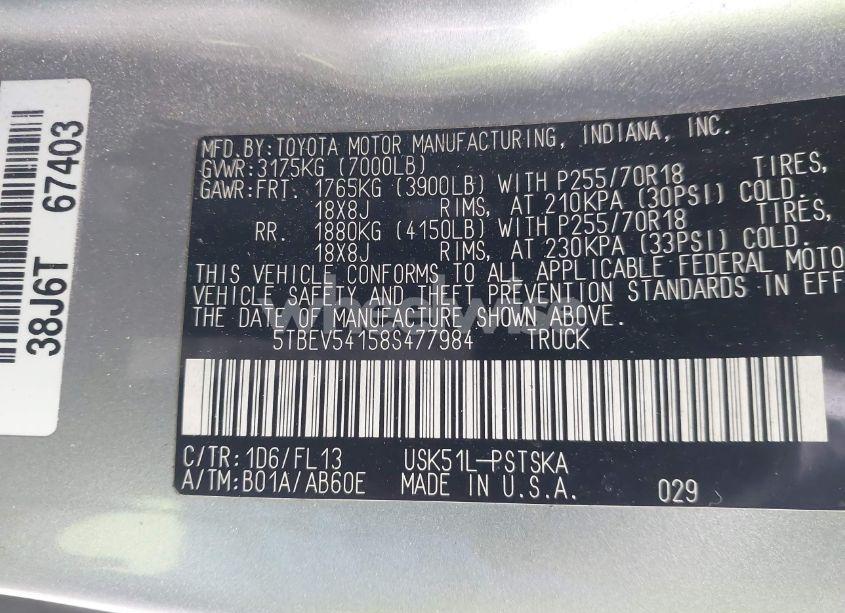 38J6T 67403
MFD.BY:TOYOTA MOTOR MANUFACTURING, INDIANA, INC.
GVWR:3175KG (7000LB)
GAWR:FRT. 1765KG (3900LB) WITH P255/70R18 TIRES,
18X8J RIMS, AT 210KPA (30PSI) COLD.
RR. 1880KG (4150LB) WITH P255/70R18 TIRES,
18X8J RIMS, AT 230KPA (33PSI) COLD.
THIS VEHICLE CONFORMS TO ALL APPLICABLE FEDERAL MOTO
VEHICLE SAFETY AND THEFT PREVENTION STANDARDS IN EFF
THE DATE OF MANUFACTURE SHOWN ABOVE.
5TBEV54158S477984 TRUCK
C/TR:1D6/FL13 USK51L-PSTSKA
A/TM:B01A/AB60E MADE IN U.S.A. 029